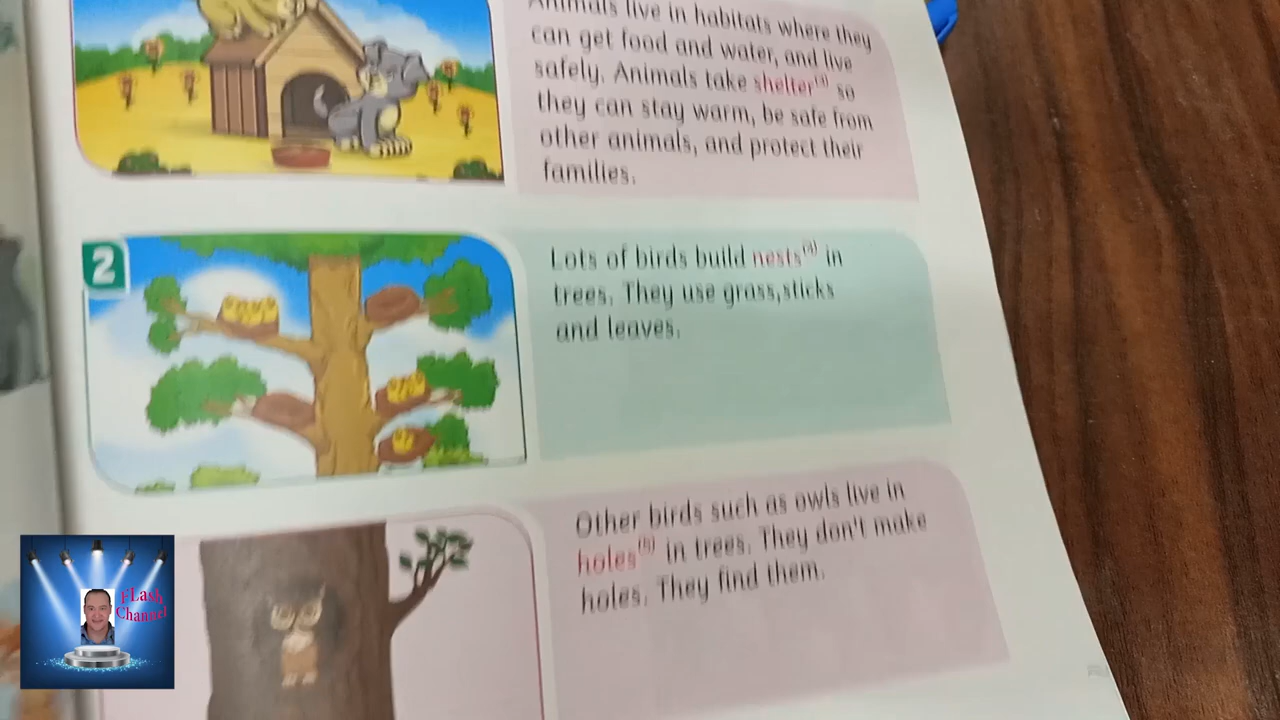 Animals live in habitats where they
can get food and water, and live
safely. Animals take shelter⁽³⁾ so
they can stay warm, be safe from
other animals, and protect their
families.
2
Lots of birds build nests⁽⁴⁾ in
trees. They use grass,sticks
and leaves.
Other birds such as owls live in
holes⁽⁵⁾ in trees. They don't make
holes. They find them.
FLash
Channel